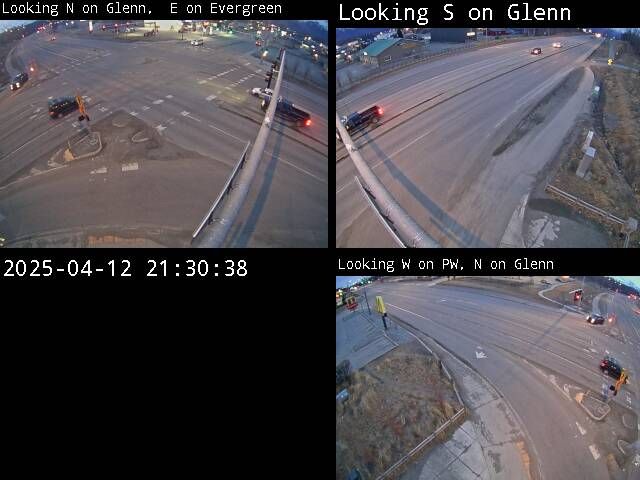 Looking N on Glenn,  E on Evergreen
Looking S on Glenn
2025-04-12 21:30:38
Looking W on PW, N on Glenn